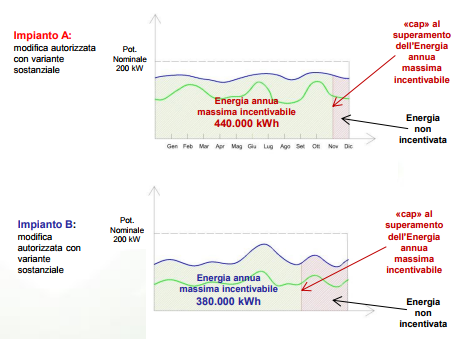 Impianto A:
modifica autorizzata
con variante
sostanziale
Pot.
Nominale
200 kW
Energia annua
massima incentivabile
440.000 kWh
Gen Feb Mar Apr Mag Giu Lug Ago Set Ott Nov Dic
«cap» al
superamento
dell'Energia
annua
massima
incentivabile
Energia
non
incentivata
Impianto B:
modifica
autorizzata con
variante
sostanziale
Pot.
Nominale
200 kW
Energia annua
massima incentivabile
380.000 kWh
«cap» al
superamento
dell'Energia
annua
massima
incentivabile
Energia
non
incentivata